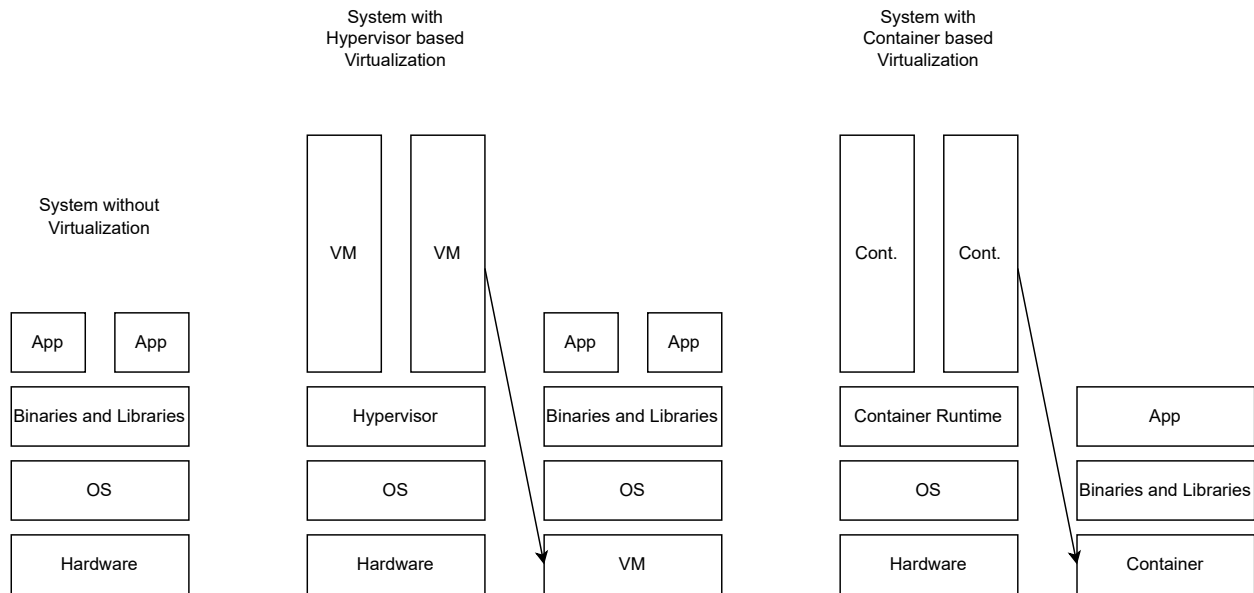 System with
Hypervisor based
Virtualization
System with
Container based
Virtualization
System without
Virtualization
VM
VM
Cont.
Cont.
App
App
App
App
Binaries and Libraries
Hypervisor
Binaries and Libraries
Container Runtime
App
OS
OS
OS
OS
Binaries and Libraries
Hardware
Hardware
VM
Hardware
Container